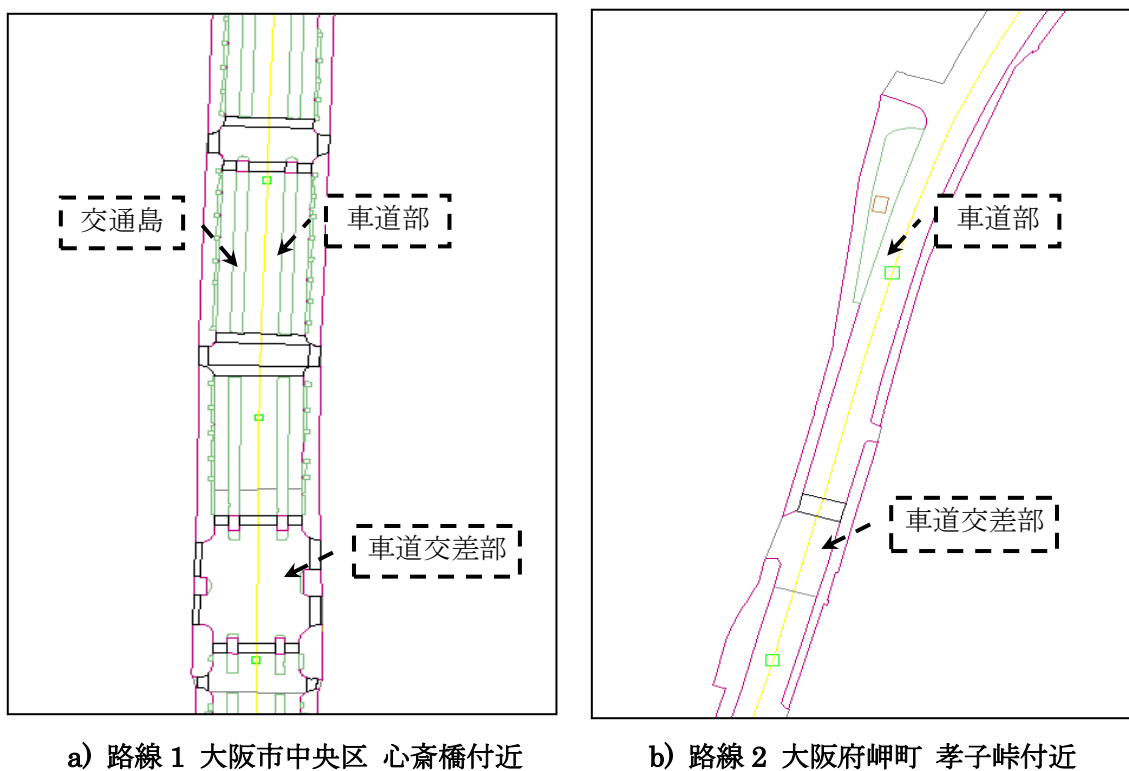 交通島
車道部
車道交差部
車道部
車道交差部
a) 路線1 大阪市中央区 心斎橋付近
b) 路線2 大阪府岬町 孝子峠付近